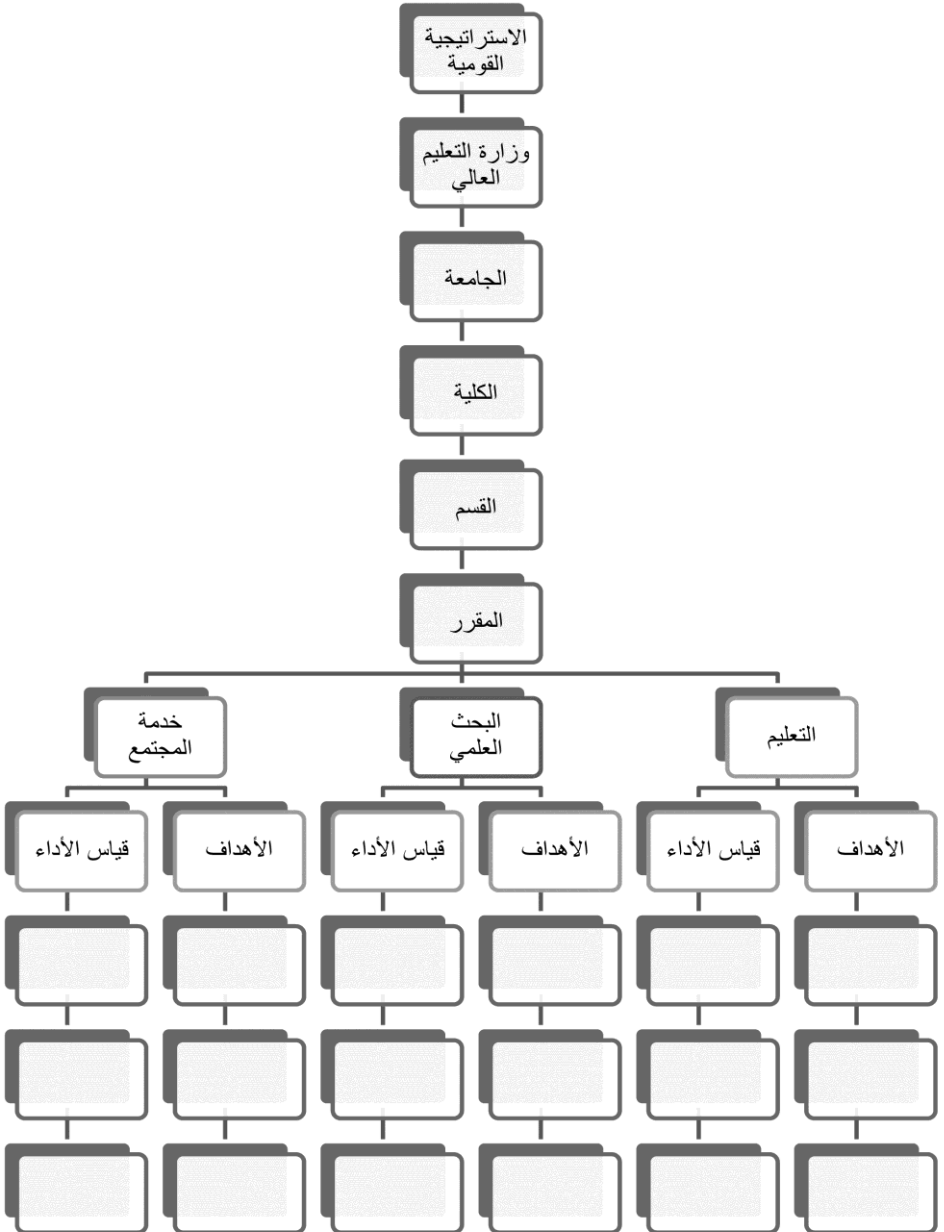 الاستراتيجية
القومية
وزارة التعليم
العالي
الجامعة
الكلية
القسم
المقرر
التعليم
البحث
العلمي
خدمة
المجتمع
الأهداف
قياس الأداء
الأهداف
قياس الأداء
الأهداف
قياس الأداء